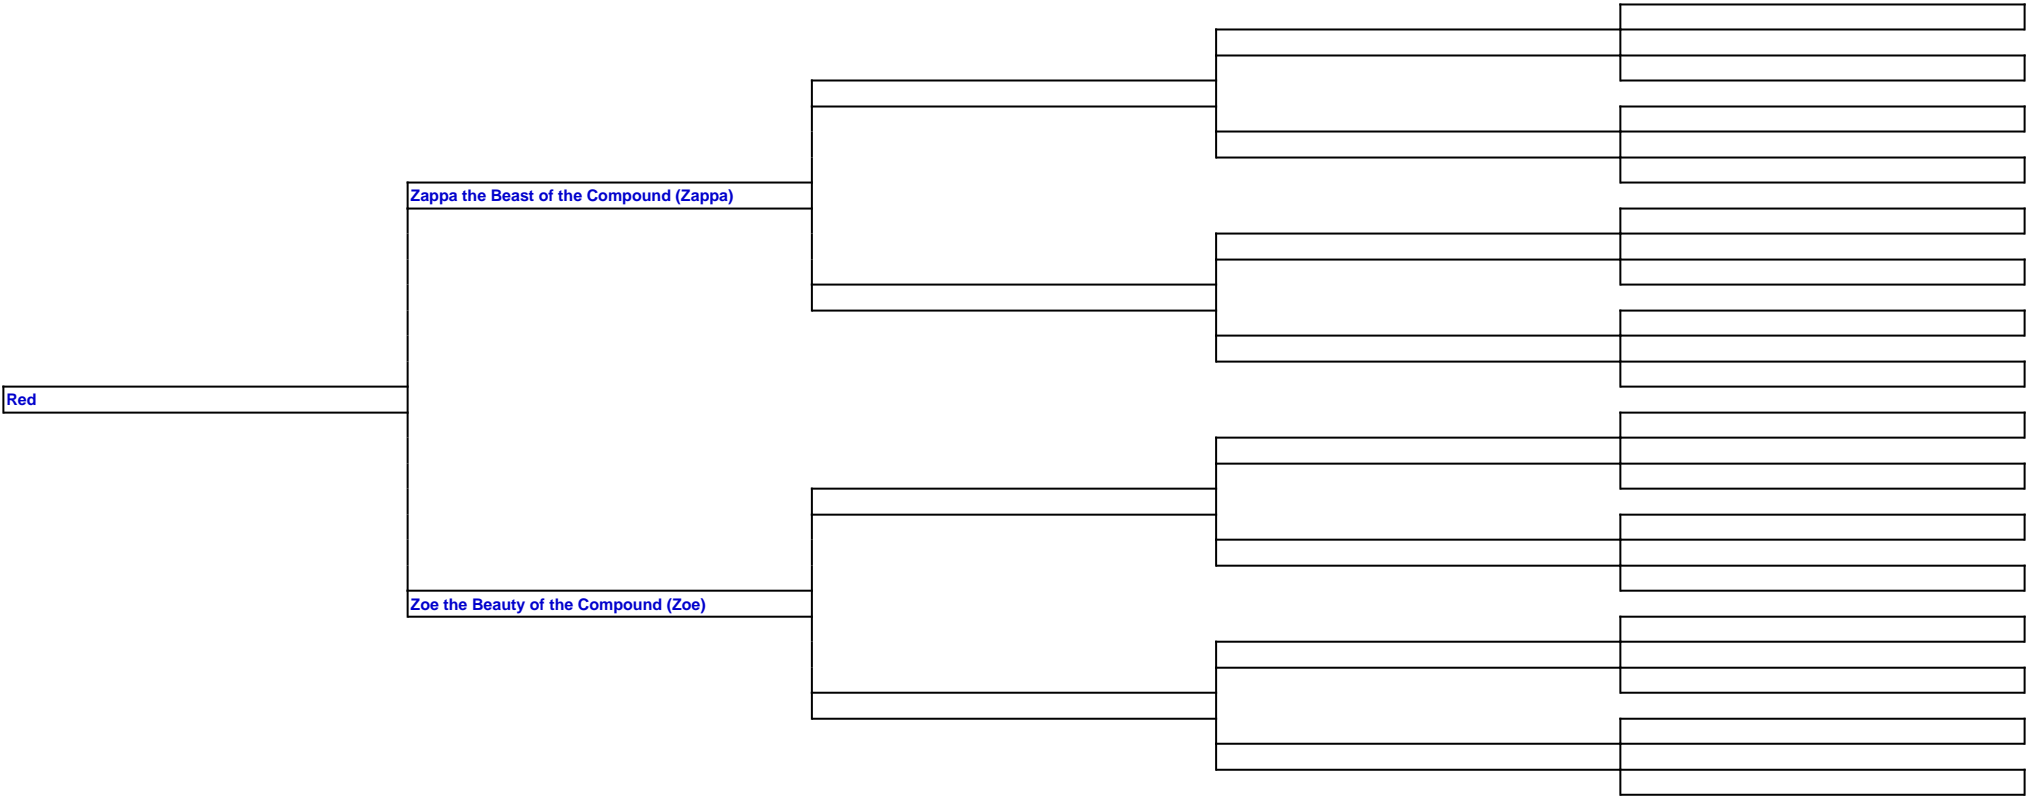 Zappa the Beast of the Compound (Zappa)
Red
Zoe the Beauty of the Compound (Zoe)